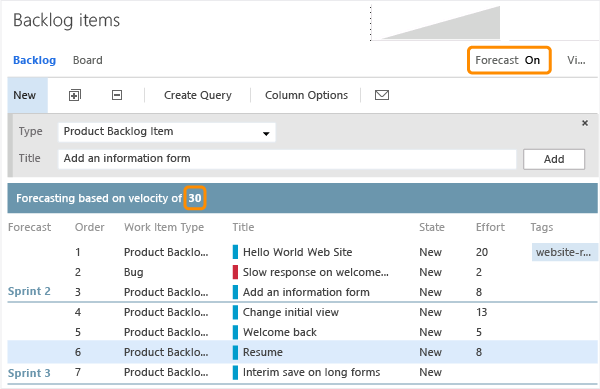 Backlog items
Backlog Board Forecast On Vi...
New Create Query Column Options
Type Product Backlog Item
Title Add an information form Add
Forecasting based on velocity of 30
Forecast Order Work Item Type Title State Effort Tags
1 Product Backlo... Hello World Web Site New 20 website-r...
2 Bug Slow response on welcome... New 2
Sprint 2 3 Product Backlo... Add an information form New 8
4 Product Backlo... Change initial view New 13
5 Product Backlo... Welcome back New 5
6 Product Backlo... Resume New 8
Sprint 3 7 Product Backlo... Interim save on long forms New